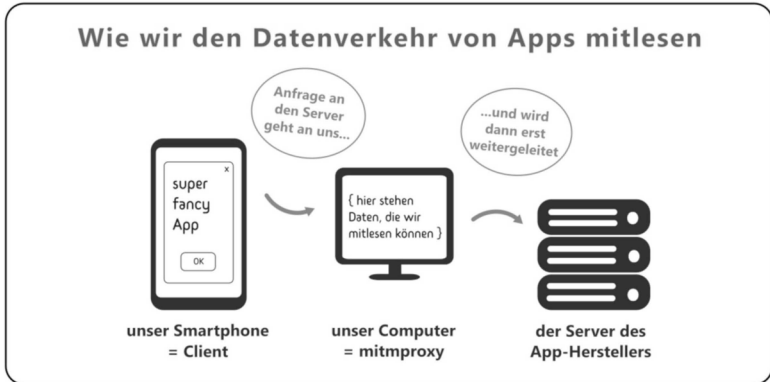 Wie wir den Datenverkehr von Apps mitlesen
Anfrage an
den Server
geht an uns...
...und wird
dann erst
weitergeleitet
x
super
fancy
App
OK
{ hier stehen
Daten, die wir
mitlesen können }
unser Smartphone
= Client
unser Computer
= mitmproxy
der Server des
App-Herstellers